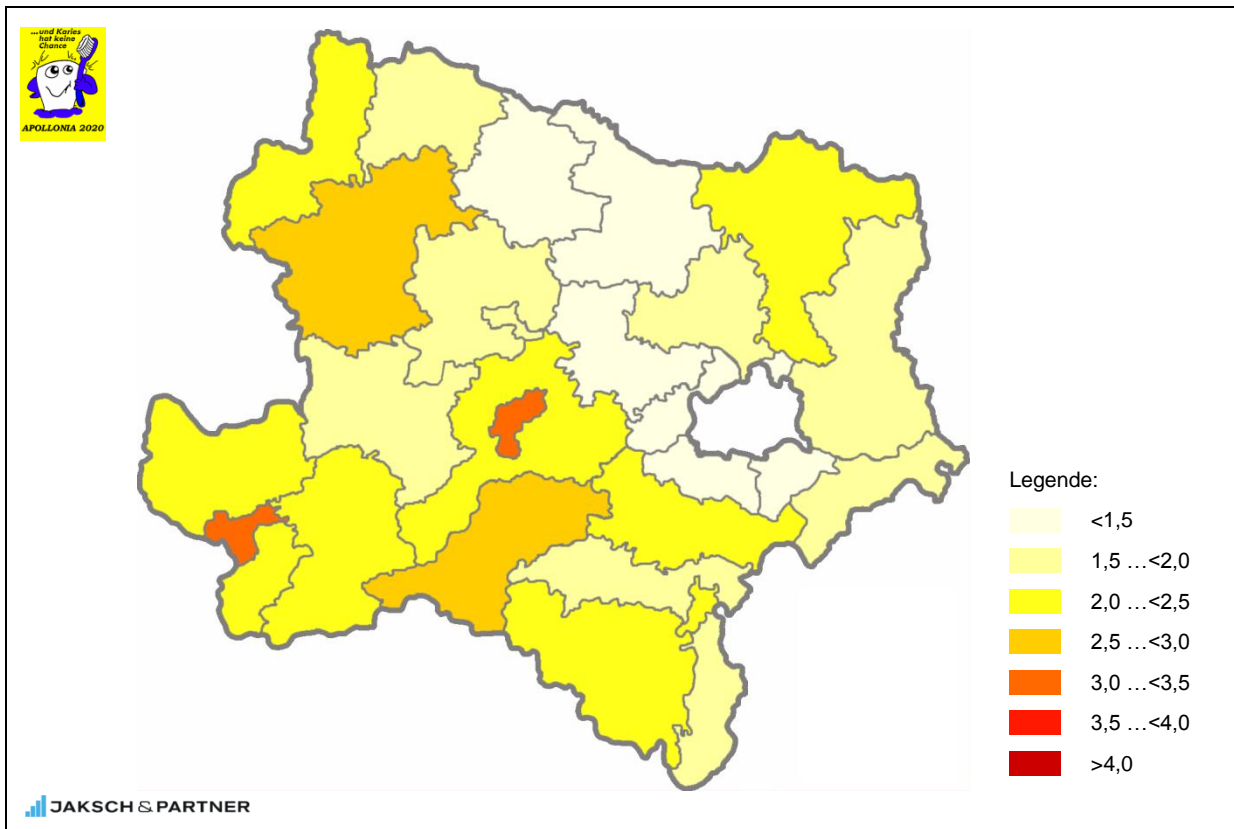 ...und Karies
hat keine
Chance
APOLLONIA 2020
Legende:
<1,5
1,5 …<2,0
2,0 …<2,5
2,5 …<3,0
3,0 …<3,5
3,5 …<4,0
>4,0
JAKSCH & PARTNER